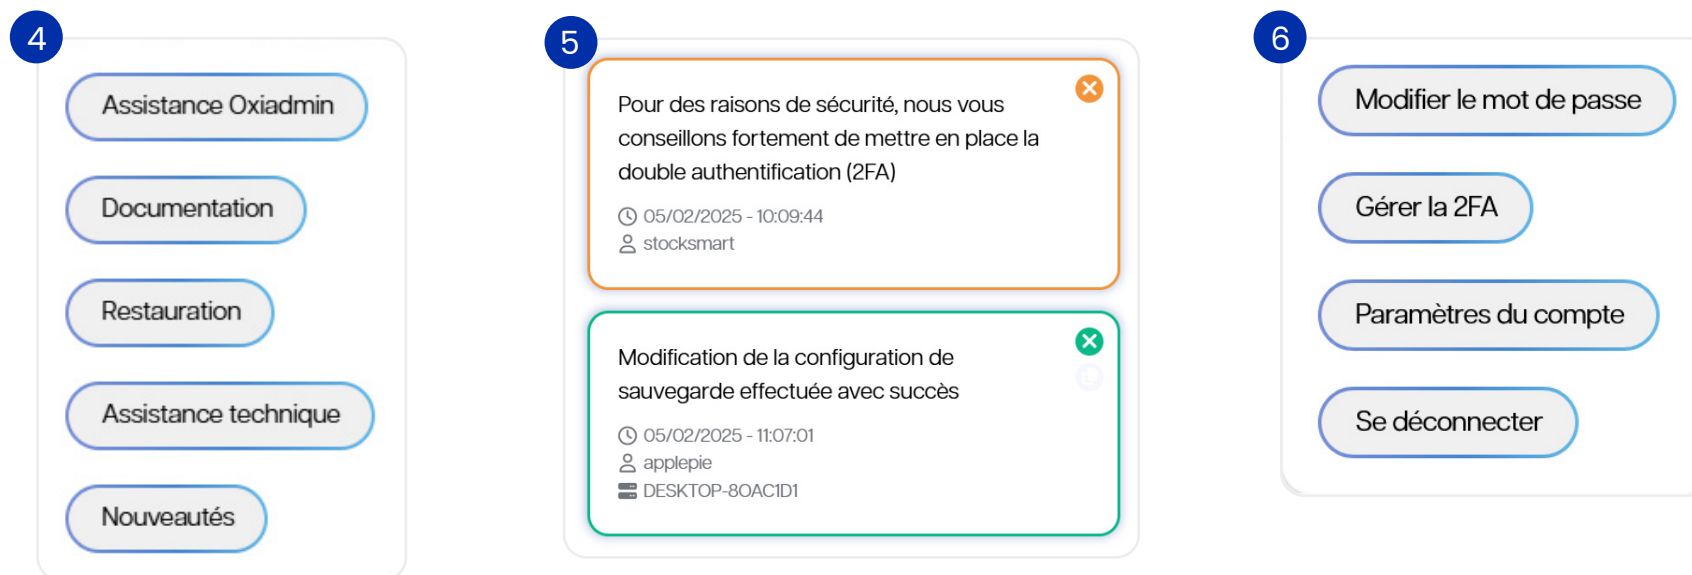 4
Assistance Oxiadmin
Documentation
Restauration
Assistance technique
Nouveautés
5
Pour des raisons de sécurité, nous vous
conseillons fortement de mettre en place la
double authentification (2FA)
05/02/2025 - 10:09:44
stocksmart
Modification de la configuration de
sauvegarde effectuée avec succès
05/02/2025 - 11:07:01
applepie
DESKTOP-8OAC1D1
6
Modifier le mot de passe
Gérer la 2FA
Paramètres du compte
Se déconnecter